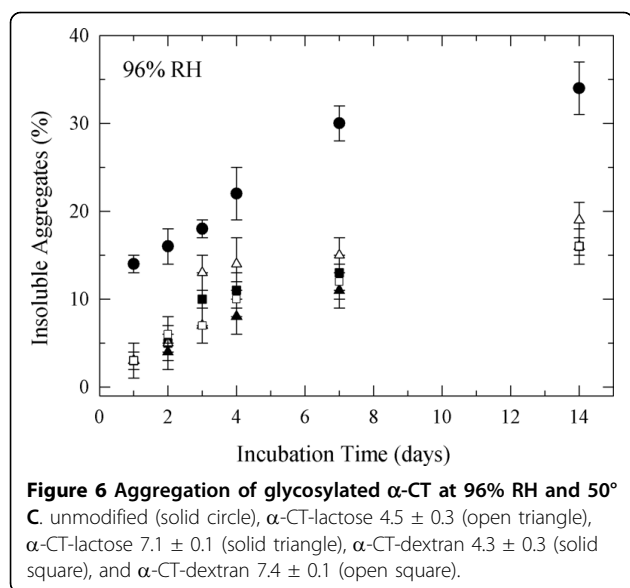 96% RH
40
30
20
10
0
Insoluble Aggregates (%)
0 2 4 6 8 10 12 14
Incubation Time (days)
Figure 6 Aggregation of glycosylated α-CT at 96% RH and 50°
C. unmodified (solid circle), α-CT-lactose 4.5 ± 0.3 (open triangle),
α-CT-lactose 7.1 ± 0.1 (solid triangle), α-CT-dextran 4.3 ± 0.3 (solid
square), and α-CT-dextran 7.4 ± 0.1 (open square).